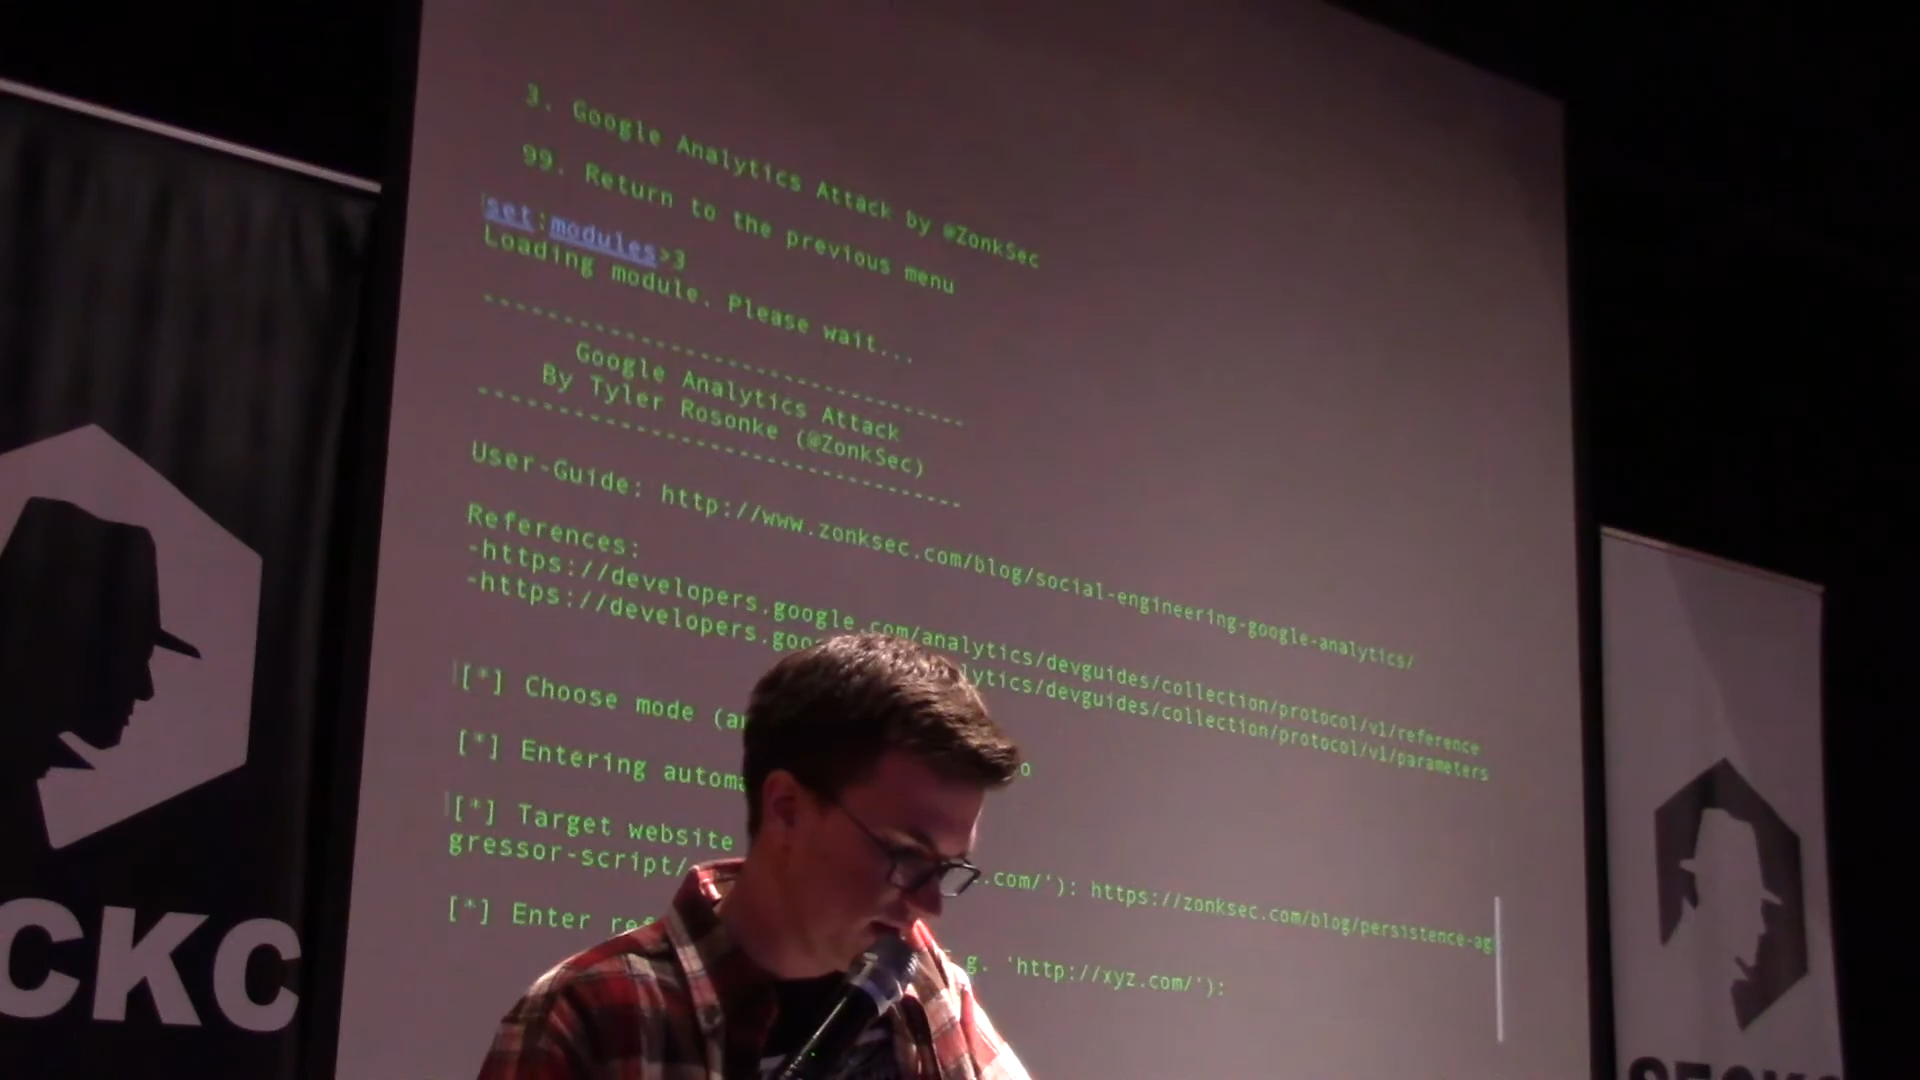 3. Google Analytics Attack by @ZonkSec
99. Return to the previous menu
set:modules>3
Loading module. Please wait...
-----------------------------------
Google Analytics Attack
By Tyler Rosonke (@ZonkSec)
-----------------------------------
User-Guide: http://www.zonksec.com/blog/social-engineering-google-analytics/
References:
-https://developers.google.com/analytics/devguides/collection/protocol/v1/reference
-https://developers.goo lytics/devguides/collection/protocol/v1/parameters
[*] Choose mode ( o
[*] Entering
[*] Target website .com/'): https://zonksec.com/blog/persistence-ag
gressor-script/
[*] Enter g. 'http://xyz.com/'):
CKC
SECKC